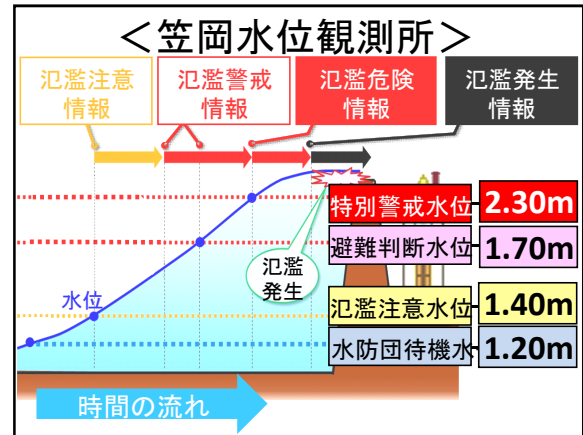 ＜笠岡水位観測所＞
氾濫注意
情報
氾濫警戒
情報
氾濫危険
情報
氾濫発生
情報
特別警戒水位 2.30m
避難判断水位 1.70m
氾濫
発生
水位
氾濫注意水位 1.40m
水防団待機水 1.20m
時間の流れ